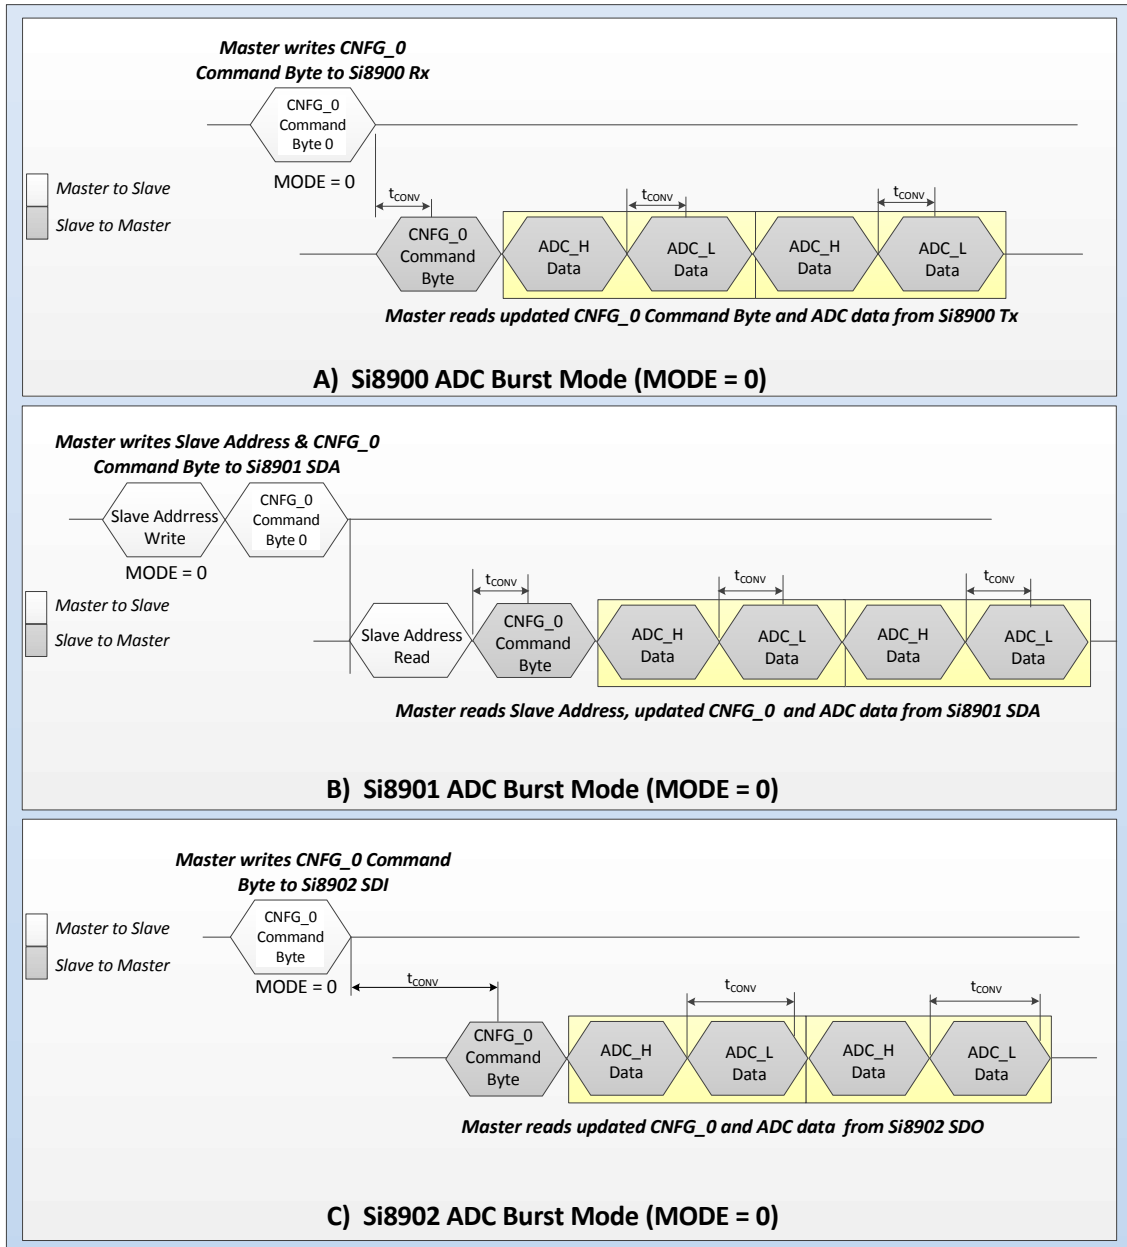 Master writes CNFG_0
Command Byte to Si8900 Rx
CNFG_0
Command
Byte 0
MODE = 0
Master to Slave
Slave to Master
tCONV
tCONV
tCONV
CNFG_0
Command
Byte
ADC_H
Data
ADC_L
Data
ADC_H
Data
ADC_L
Data
Master reads updated CNFG_0 Command Byte and ADC data from Si8900 Tx
A) Si8900 ADC Burst Mode (MODE = 0)
Master writes Slave Address & CNFG_0
Command Byte to Si8901 SDA
Slave Addrress
Write
CNFG_0
Command
Byte 0
MODE = 0
Master to Slave
Slave to Master
tCONV
tCONV
tCONV
Slave Address
Read
CNFG_0
Command
Byte
ADC_H
Data
ADC_L
Data
ADC_H
Data
ADC_L
Data
Master reads Slave Address, updated CNFG_0 and ADC data from Si8901 SDA
B) Si8901 ADC Burst Mode (MODE = 0)
Master writes CNFG_0 Command
Byte to Si8902 SDI
CNFG_0
Command
Byte
MODE = 0
Master to Slave
Slave to Master
tCONV
tCONV
tCONV
CNFG_0
Command
Byte
ADC_H
Data
ADC_L
Data
ADC_H
Data
ADC_L
Data
Master reads updated CNFG_0 and ADC data from Si8902 SDO
C) Si8902 ADC Burst Mode (MODE = 0)